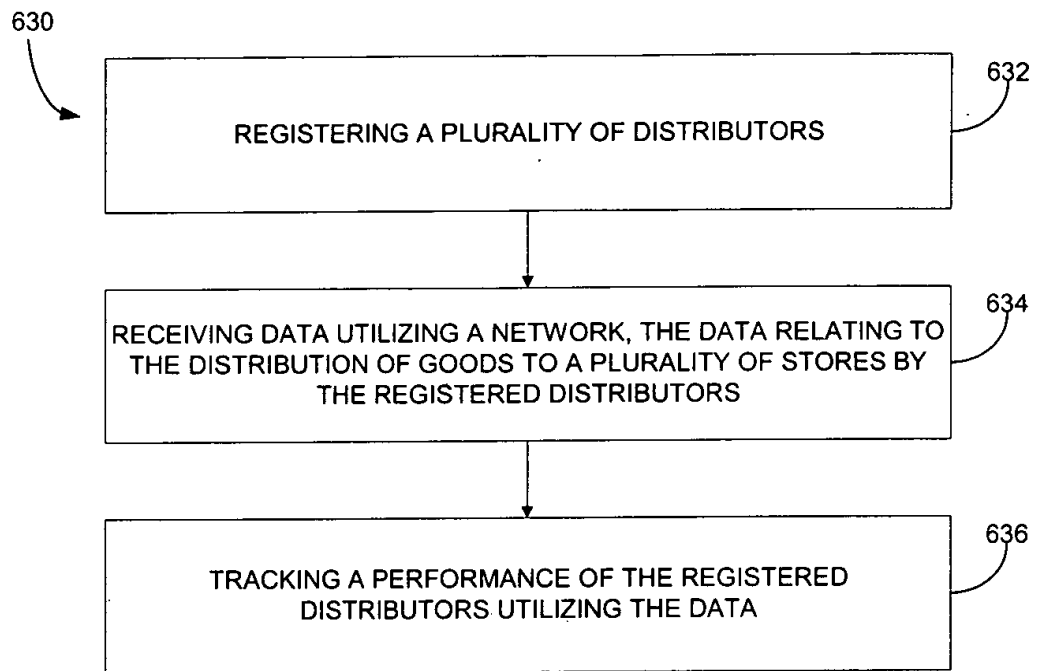 630
632
REGISTERING A PLURALITY OF DISTRIBUTORS
634
RECEIVING DATA UTILIZING A NETWORK, THE DATA RELATING TO
THE DISTRIBUTION OF GOODS TO A PLURALITY OF STORES BY
THE REGISTERED DISTRIBUTORS
636
TRACKING A PERFORMANCE OF THE REGISTERED
DISTRIBUTORS UTILIZING THE DATA